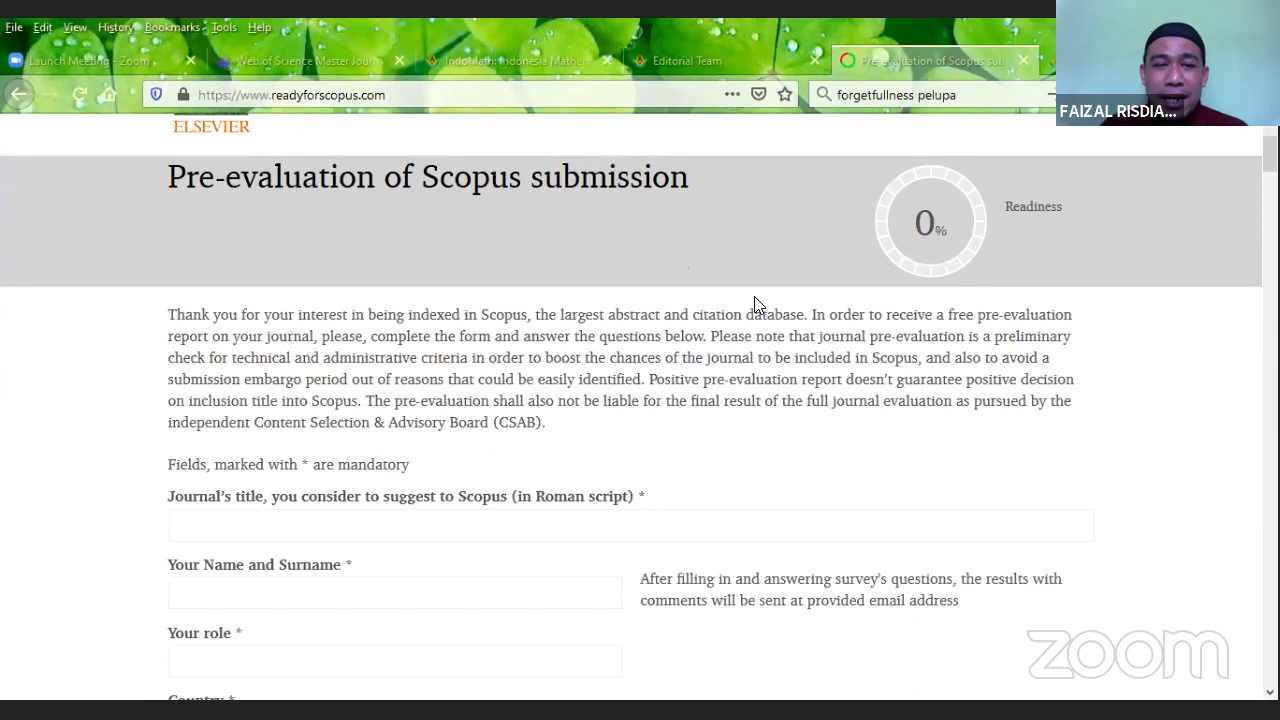 File Edit View History Bookmarks Tools Help
Launch Meeting - Zoom
Web of Science Master Journ
IndoMath: Indonesia Mathe
Editorial Team
Pre-evaluation of Scopus sub
https://www.readyforscopus.com
forgetfullness pelupa
FAIZAL RISDIA...
ELSEVIER
Pre-evaluation of Scopus submission
0%
Readiness
Thank you for your interest in being indexed in Scopus, the largest abstract and citation database. In order to receive a free pre-evaluation
report on your journal, please, complete the form and answer the questions below. Please note that journal pre-evaluation is a preliminary
check for technical and administrative criteria in order to boost the chances of the journal to be included in Scopus, and also to avoid a
submission embargo period out of reasons that could be easily identified. Positive pre-evaluation report doesn't guarantee positive decision
on inclusion title into Scopus. The pre-evaluation shall also not be liable for the final result of the full journal evaluation as pursued by the
independent Content Selection & Advisory Board (CSAB).
Fields, marked with * are mandatory
Journal's title, you consider to suggest to Scopus (in Roman script) *
Your Name and Surname *
After filling in and answering survey's questions, the results with
comments will be sent at provided email address
Your role *
Country *
zoom